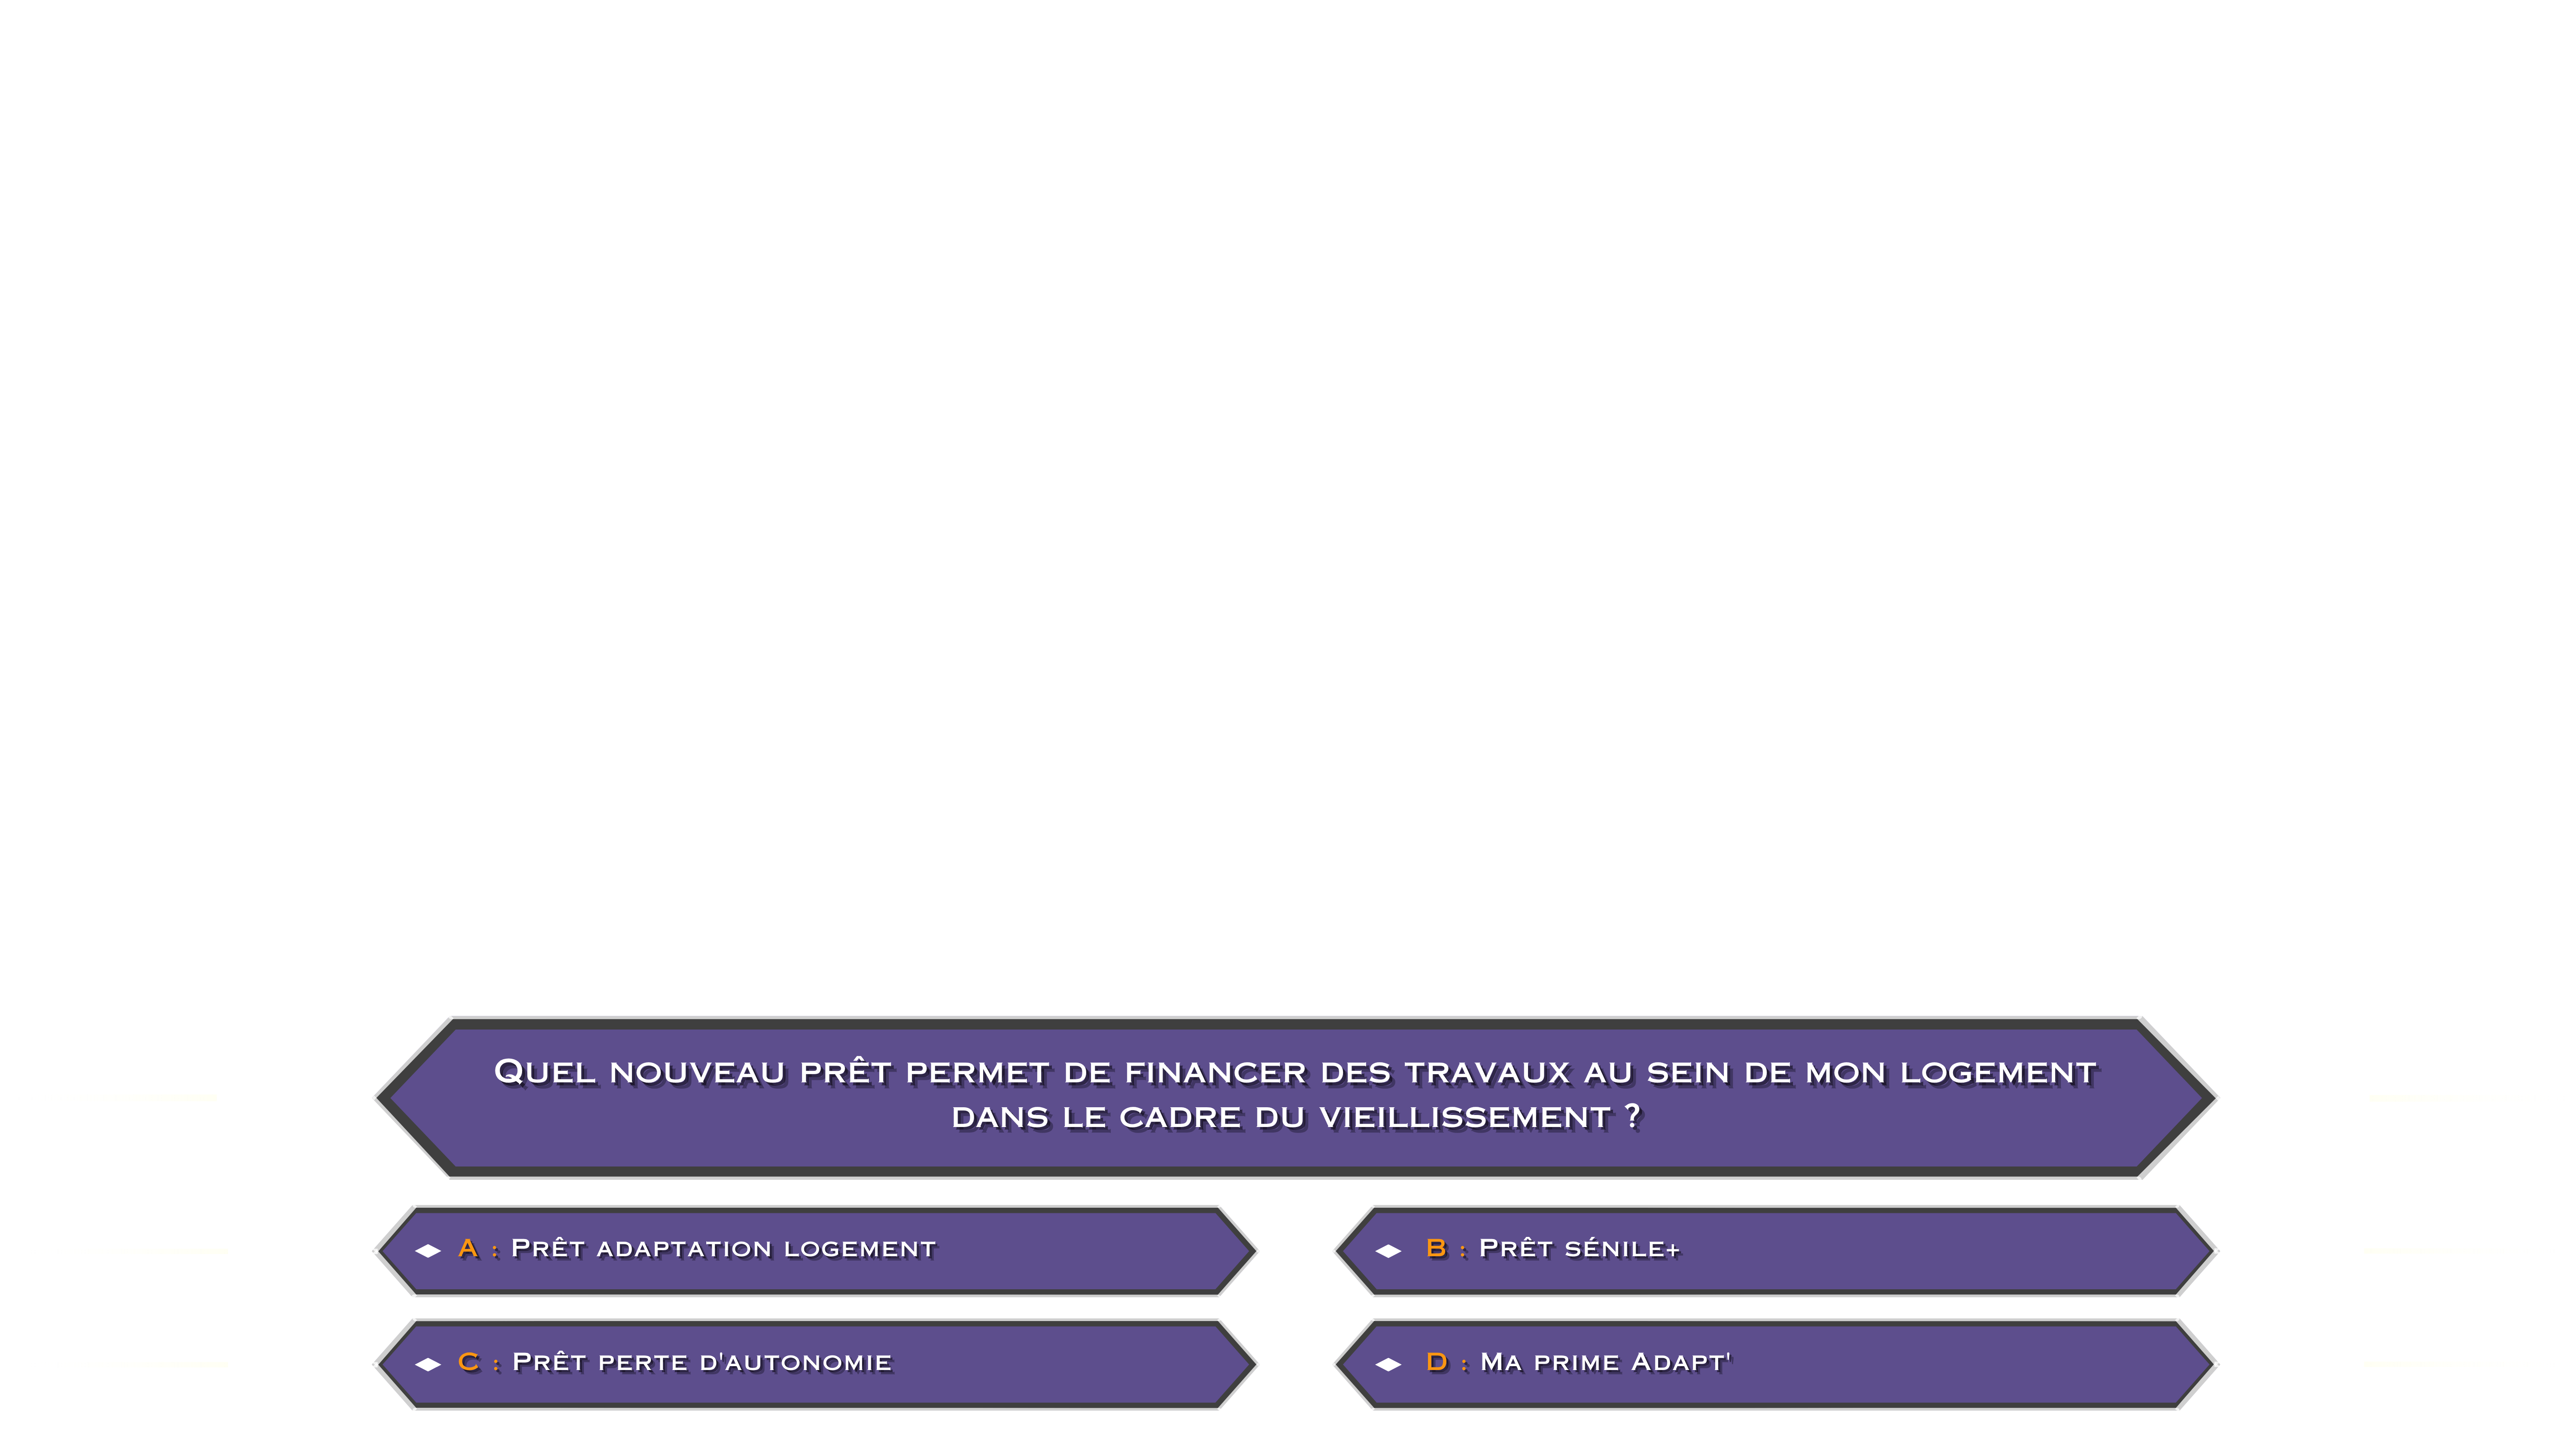 Quel nouveau prêt permet de financer des travaux au sein de mon logement
dans le cadre du vieillissement ?
A : Prêt adaptation logement
B : Prêt sénile+
C : Prêt perte d'autonomie
D : Ma prime Adapt'